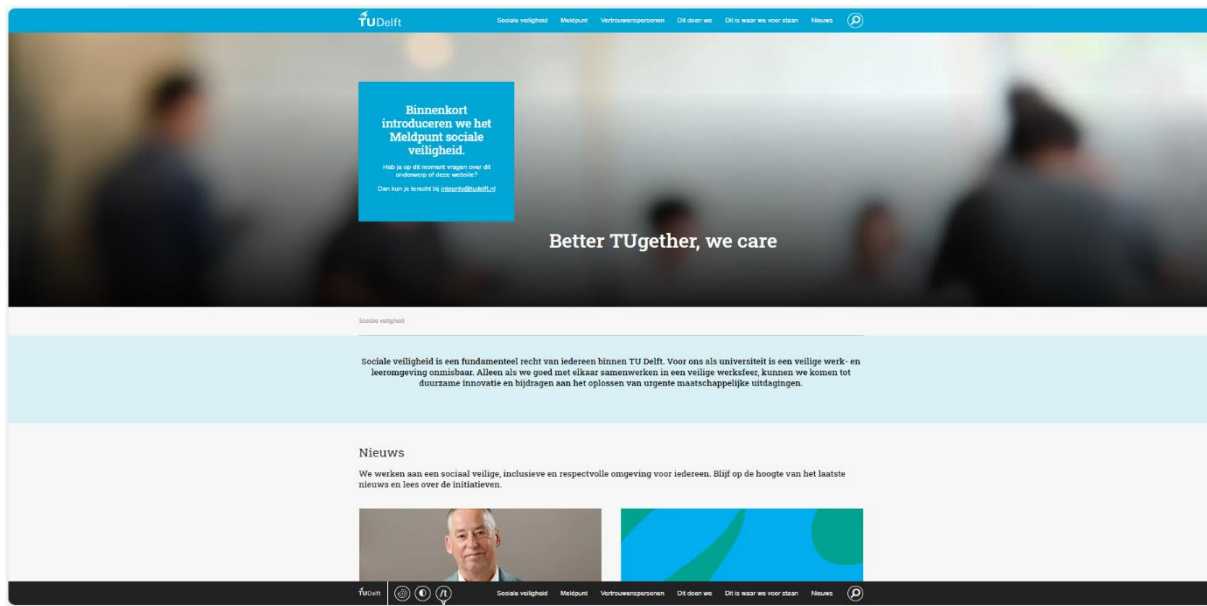 TUDelft
Sociale veiligheid Meldpunt Vertrouwenspersonen Dit doen we Dit is waar we voor staan Nieuws
Binnenkort
introduceren we het
Meldpunt sociale
veiligheid.
Heb je op dit moment vragen over dit
onderwerp of deze website?
Dan kun je terecht bij integrity@tudelft.nl
Better TUgether, we care
Sociale veiligheid
Sociale veiligheid is een fundamenteel recht van iedereen binnen TU Delft. Voor ons als universiteit is een veilige werk- en
leeromgeving onmisbaar. Alleen als we goed met elkaar samenwerken in een veilige werksfeer, kunnen we komen tot
duurzame innovatie en bijdragen aan het oplossen van urgente maatschappelijke uitdagingen.
Nieuws
We werken aan een sociaal veilige, inclusieve en respectvolle omgeving voor iedereen. Blijf op de hoogte van het laatste
nieuws en lees over de initiatieven.
TUDelft Sociale veiligheid Meldpunt Vertrouwenspersonen Dit doen we Dit is waar we voor staan Nieuws